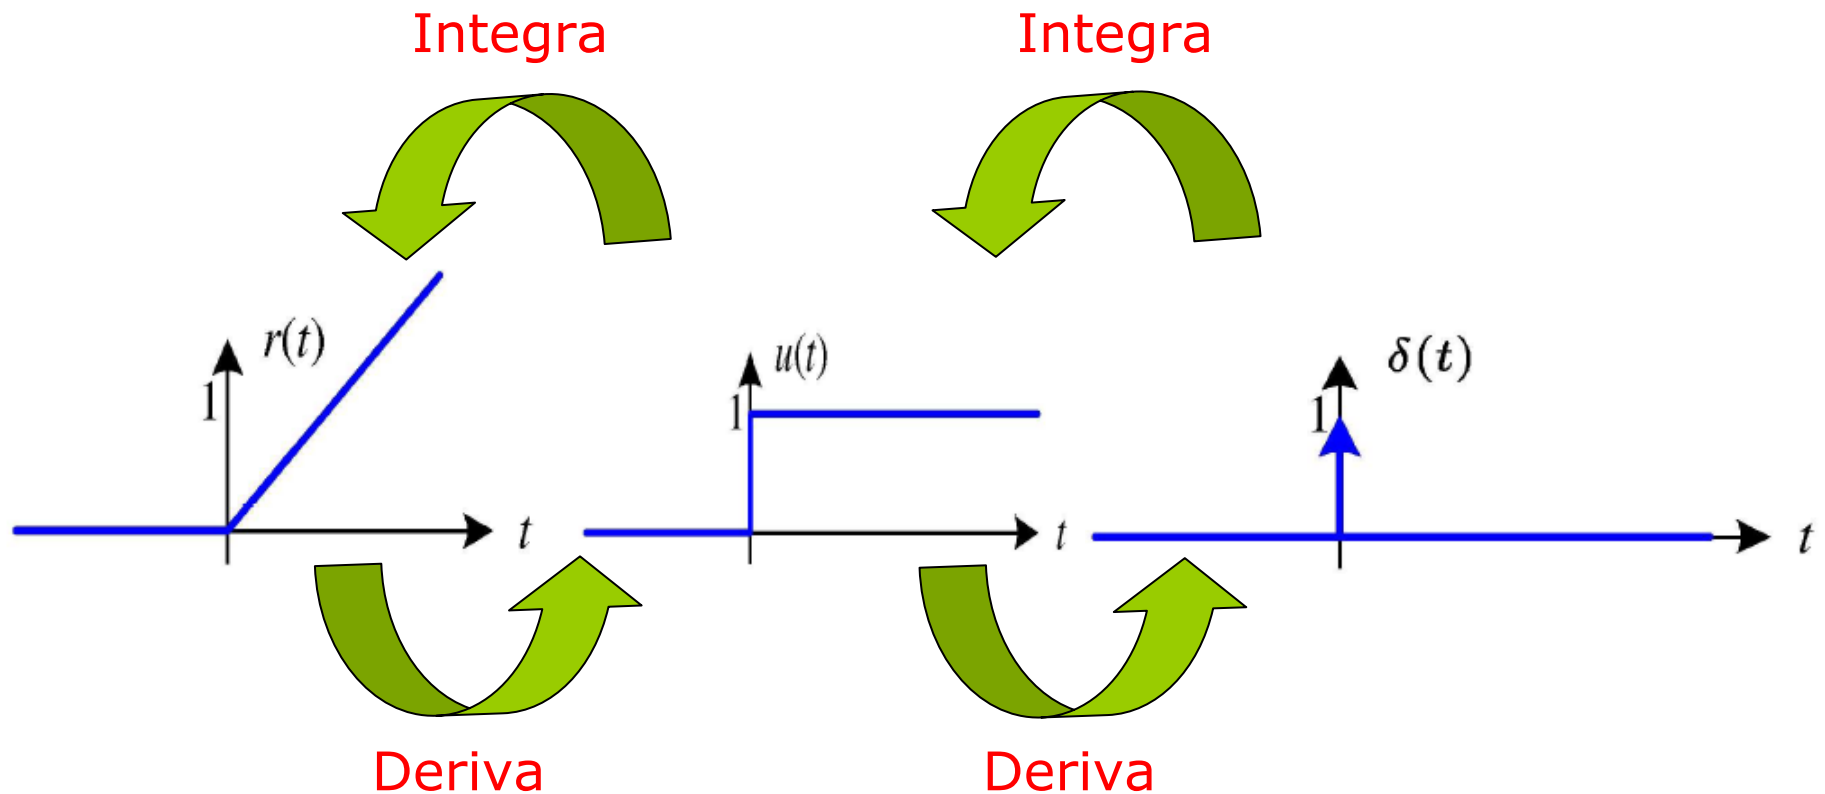 Integra
Integra
r(t)
1
t
u(t)
1
t
δ(t)
1
t
Deriva
Deriva